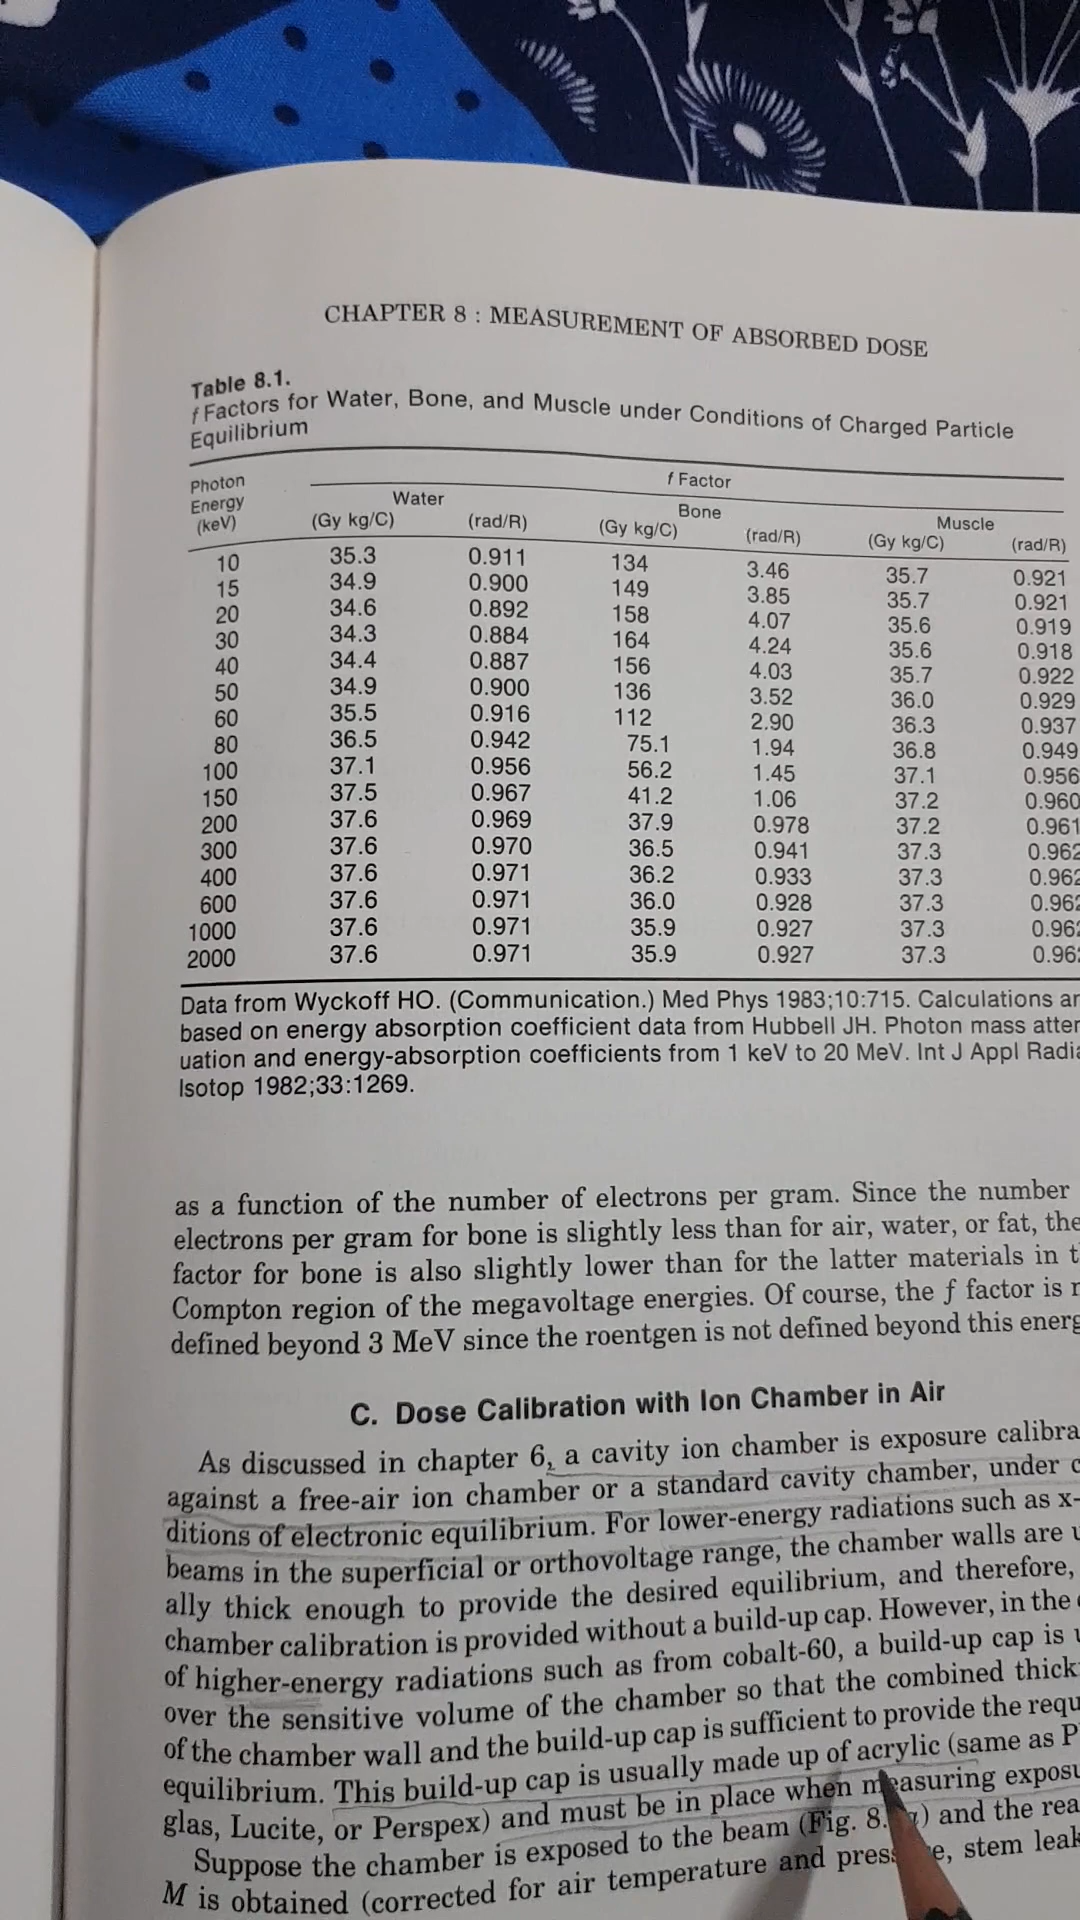 CHAPTER 8 : MEASUREMENT OF ABSORBED DOSE
Table 8.1.
f Factors for Water, Bone, and Muscle under Conditions of Charged Particle
Equilibrium
Photon Energy (keV) f Factor
Water Bone Muscle
(Gy kg/C) (rad/R) (Gy kg/C) (rad/R) (Gy kg/C) (rad/R)
10 35.3 0.911 134 3.46 35.7 0.921
15 34.9 0.900 149 3.85 35.7 0.921
20 34.6 0.892 158 4.07 35.6 0.919
30 34.3 0.884 164 4.24 35.6 0.918
40 34.4 0.887 156 4.03 35.7 0.922
50 34.9 0.900 136 3.52 36.0 0.929
60 35.5 0.916 112 2.90 36.3 0.937
80 36.5 0.942 75.1 1.94 36.8 0.949
100 37.1 0.956 56.2 1.45 37.1 0.956
150 37.5 0.967 41.2 1.06 37.2 0.960
200 37.6 0.969 37.9 0.978 37.2 0.961
300 37.6 0.970 36.5 0.941 37.3 0.962
400 37.6 0.971 36.2 0.933 37.3 0.962
600 37.6 0.971 36.0 0.928 37.3 0.962
1000 37.6 0.971 35.9 0.927 37.3 0.96
2000 37.6 0.971 35.9 0.927 37.3 0.96
Data from Wyckoff HO. (Communication.) Med Phys 1983;10:715. Calculations
based on energy absorption coefficient data from Hubbell JH. Photon mass atten
uation and energy-absorption coefficients from 1 keV to 20 MeV. Int J Appl
Isotop 1982;33:1269.
as a function of the number of electrons per gram. Since the number
electrons per gram for bone is slightly less than for air, water, or fat, the
factor for bone is also slightly lower than for the latter materials in
Compton region of the megavoltage energies. Of course, the f factor is
defined beyond 3 MeV since the roentgen is not defined beyond this
C. Dose Calibration with Ion Chamber in Air
As discussed in chapter 6, a cavity ion chamber is exposure
against a free-air ion chamber or a standard cavity chamber, under
ditions of electronic equilibrium. For lower-energy radiations such as x-
beams in the superficial or orthovoltage range, the chamber walls are
ally thick enough to provide the desired equilibrium, and therefore,
chamber calibration is provided without a build-up cap. However, in the
of higher-energy radiations such as from cobalt-60, a build-up cap is
over the sensitive volume of the chamber so that the combined
of the chamber wall and the build-up cap is sufficient to provide the
equilibrium. This build-up cap is usually made up of acrylic (same as
glas, Lucite, or Perspex) and must be in place when measuring
Suppose the chamber is exposed to the beam (Fig. 8. ) and the
M is obtained (corrected for air temperature and stem